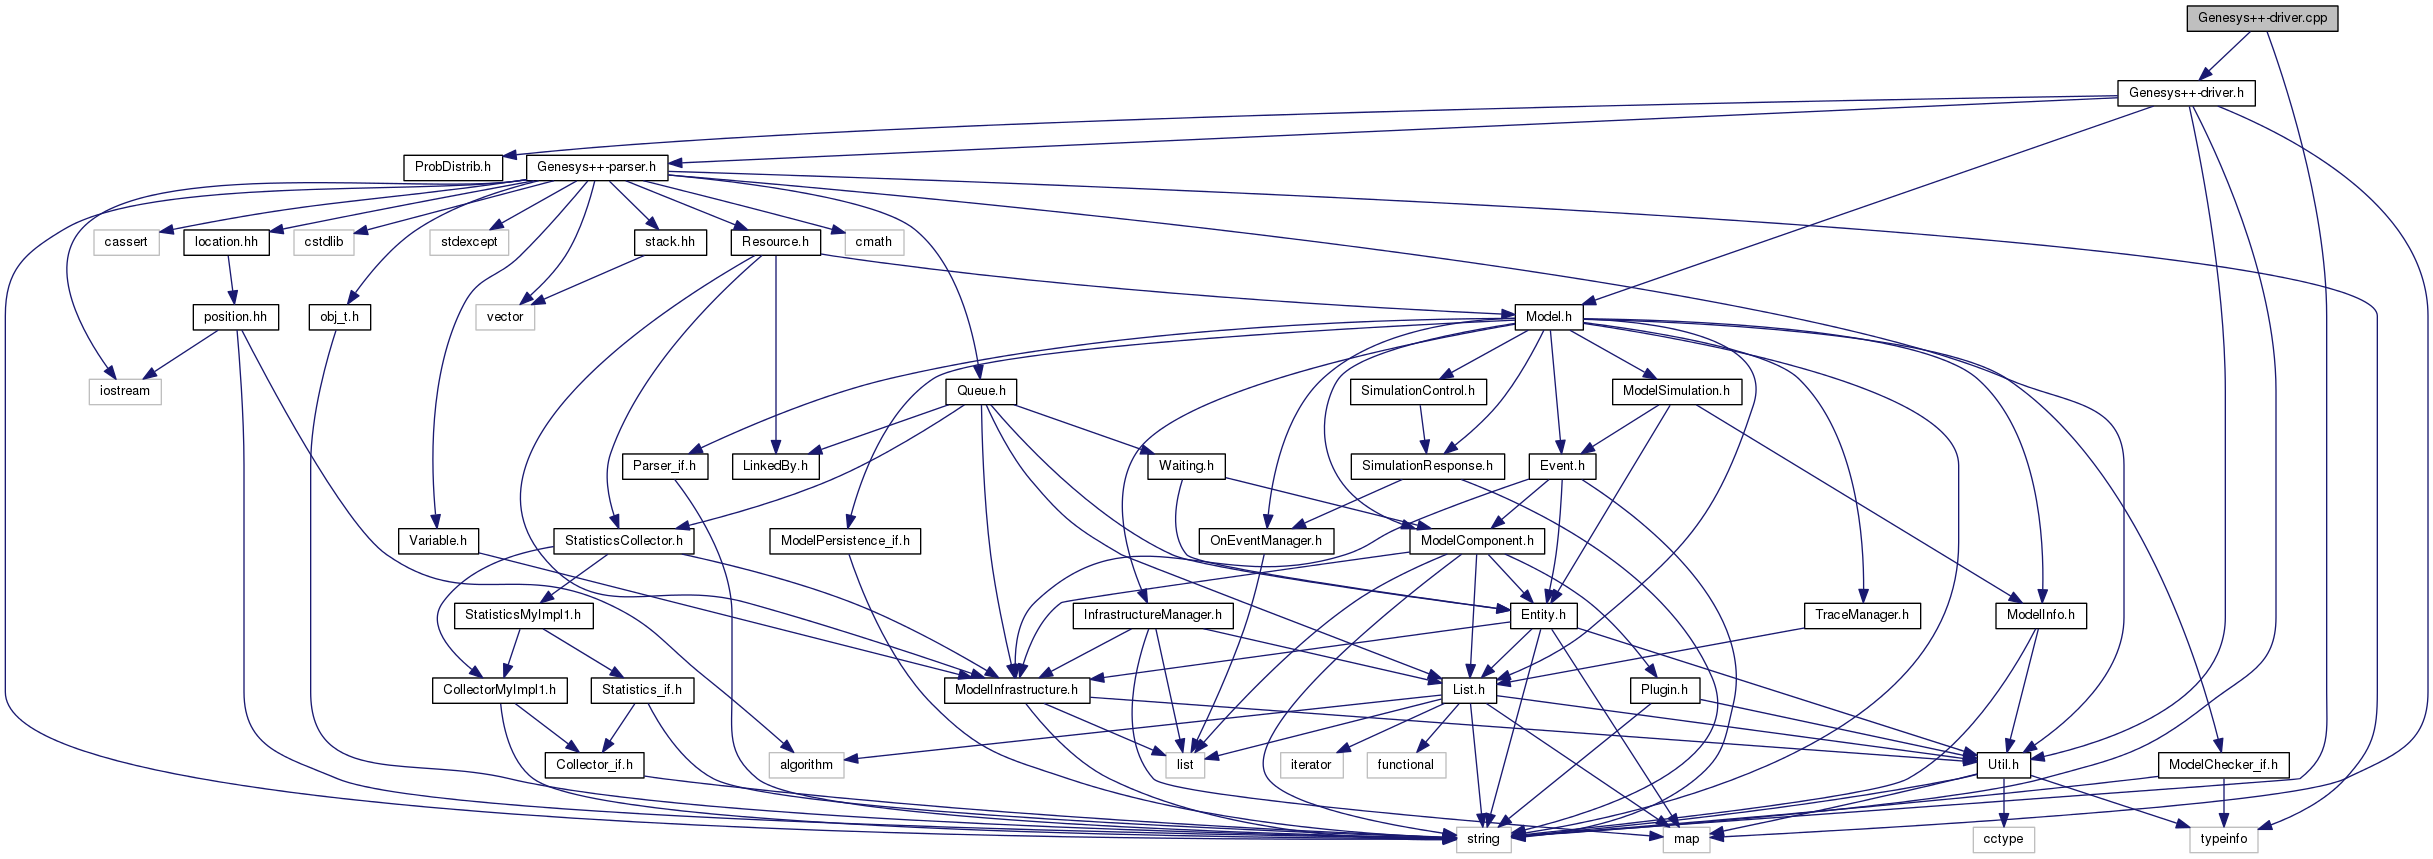 Genesys++-driver.cpp
Genesys++-driver.h
ProbDistrib.h
Genesys++-parser.h
cassert
location.hh
cstdlib
stdexcept
stack.hh
Resource.h
cmath
position.hh
obj_t.h
vector
Model.h
iostream
Queue.h
SimulationControl.h
ModelSimulation.h
Parser_if.h
LinkedBy.h
Waiting.h
SimulationResponse.h
Event.h
Variable.h
StatisticsCollector.h
ModelPersistence_if.h
OnEventManager.h
ModelComponent.h
StatisticsMyImpl1.h
InfrastructureManager.h
Entity.h
TraceManager.h
ModelInfo.h
CollectorMyImpl1.h
Statistics_if.h
ModelInfrastructure.h
List.h
Plugin.h
Collector_if.h
algorithm
list
iterator
functional
Util.h
ModelChecker_if.h
string
map
cctype
typeinfo